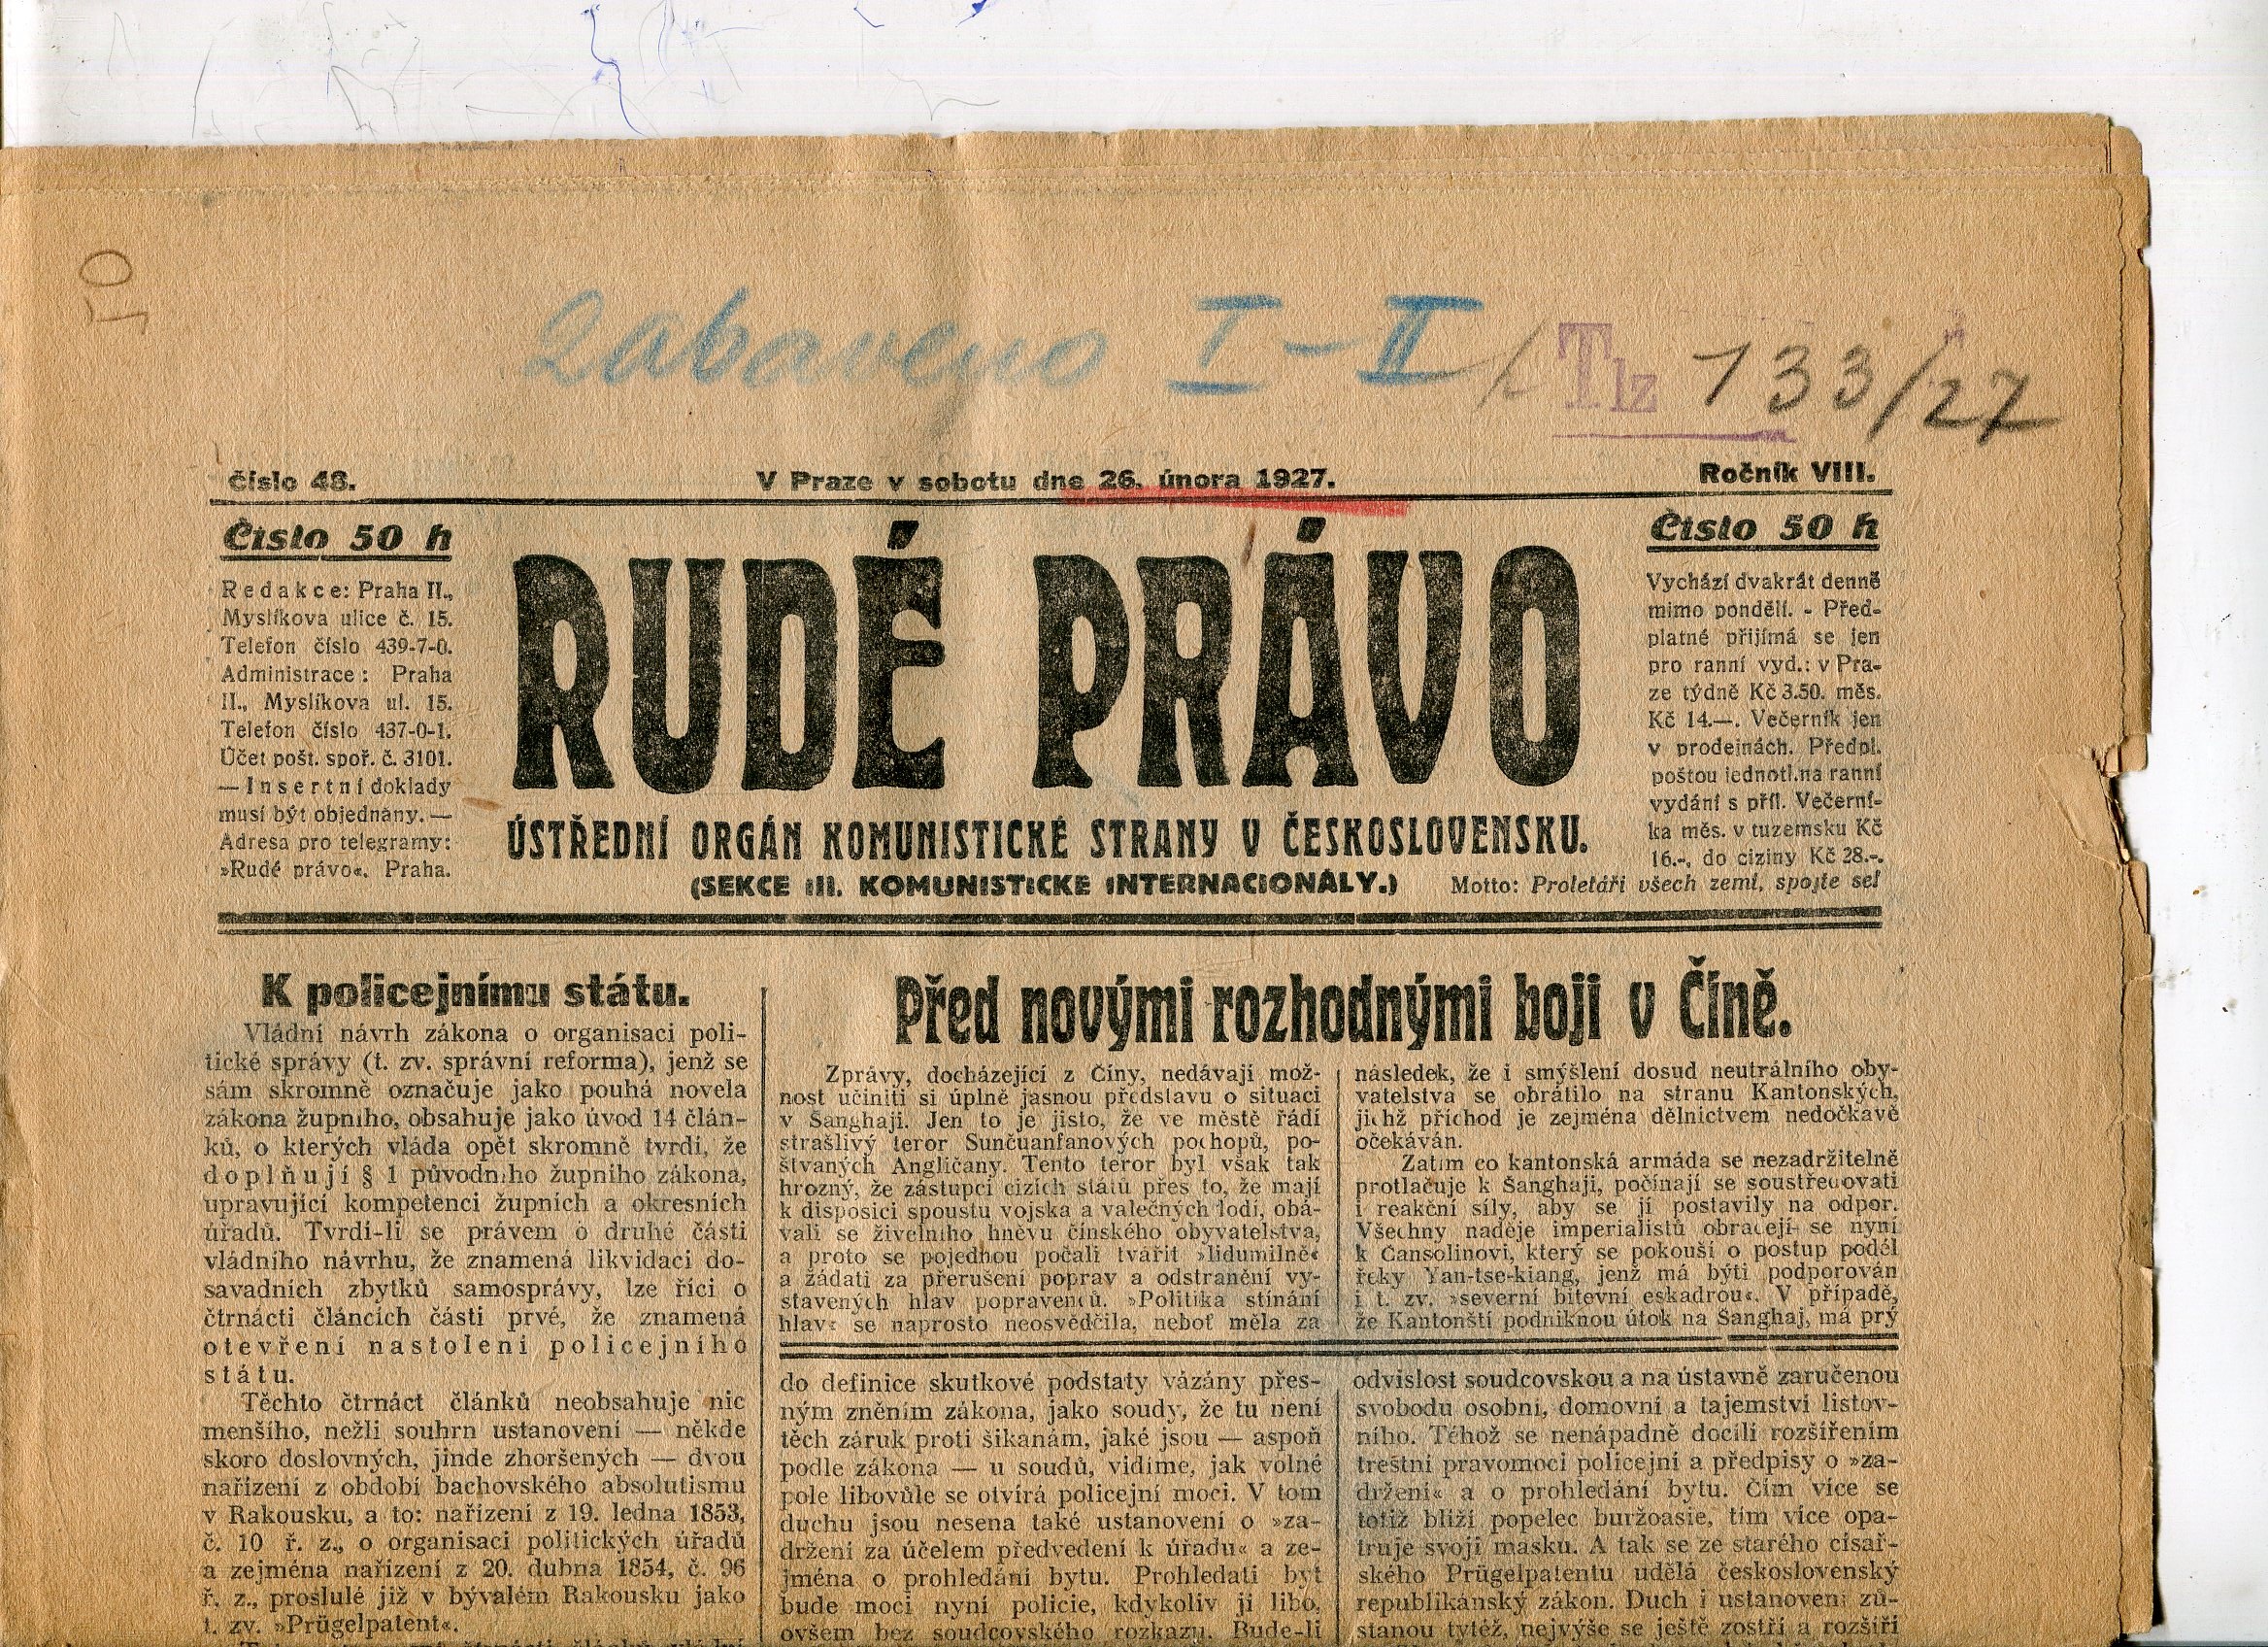 50
Zabaveno I - II / Tlz 133/27
Číslo 48.
V Praze v sobotu dne 26. února 1927.
Ročník VIII.
Číslo 50 h
Redakce: Praha II.,
Myslíkova ulice č. 15.
Telefon číslo 439-7-0.
Administrace: Praha
II., Myslíkova ul. 15.
Telefon číslo 437-0-1.
Účet pošt. spoř. č. 3101.
— Insertní doklady
musí být objednány. —
Adresa pro telegramy:
»Rudé právo«. Praha.
RUDÉ PRÁVO
ÚSTŘEDNÍ ORGÁN KOMUNISTICKÉ STRANY V ČESKOSLOVENSKU.
(SEKCE III. KOMUNISTICKÉ INTERNACIONÁLY.)
Motto: Proletáři všech zemí, spojte se!
Číslo 50 h
Vychází dvakrát denně
mimo pondělí. - Před-
platné přijímá se jen
pro ranní vyd.: v Pra-
ze týdně Kč 3.50. měs.
Kč 14.—. Večerník jen
v prodejnách. Předpl.
poštou jednotl. na ranní
vydání s příl. Večerní-
ka měs. v tuzemsku Kč
16.-, do ciziny Kč 28.-.
K policejnímu státu.
Vládní návrh zákona o organisaci poli-
tické správy (t. zv. správní reforma), jenž se
sám skromně označuje jako pouhá novela
zákona župního, obsahuje jako úvod 14 člán-
ků, o kterých vláda opět skromně tvrdí, že
doplňují § 1 původního župního zákona,
upravující kompetenci župních a okresních
úřadů. Tvrdí-li se právem o druhé části
vládního návrhu, že znamená likvidaci do-
savadních zbytků samosprávy, lze říci o
čtrnácti článcích části prvé, že znamená
otevření nastolení policejního
státu.
Těchto čtrnáct článků neobsahuje nic
menšího, nežli souhrn ustanovení — někde
skoro doslovných, jinde zhoršených — dvou
nařízení z období bachovského absolutismu
v Rakousku, a to: nařízení z 19. ledna 1853,
č. 10 ř. z., o organisaci politických úřadů
a zejména nařízení z 20. dubna 1854, č. 96
ř. z., proslulé již v bývalém Rakousku jako
t. zv. »Prügelpatent«.
Před novými rozhodnými boji v Číně.
Zprávy, docházející z Číny, nedávají mož-
nost učiniti si úplně jasnou představu o situaci
v Šanghaji. Jen to je jisto, že ve městě řádí
strašlivý teror Sunčuanfanových pochopů, po-
štvaných Angličany. Tento teror byl však tak
hrozný, že zástupci cizích států přes to, že mají
k disposici spoustu vojska a válečných lodí, obá-
vali se živelního hněvu čínského obyvatelstva,
a proto se pojednou počali tvářit »lidumilně«
a žádati za přerušení poprav a odstranění vy-
stavených hlav popravenců. »Politika stínání
hlav« se naprosto neosvědčila, neboť měla za
následek, že i smýšlení dosud neutrálního oby-
vatelstva se obrátilo na stranu Kantonských,
jichž příchod je zejména dělnictvem nedočkavě
očekáván.
Zatím co kantonská armáda se nezadržitelně
protlačuje k Šanghaji, počínají se soustřeďovati
i reakční síly, aby se jí postavily na odpor.
Všechny naděje imperialistů obracejí se nyní
k Čansolinovi, který se pokouší o postup podél
řeky Yan-tse-kiang, jenž má býti podporován
i t. zv. »severní bitevní eskadrou«. V případě,
že Kantonští podniknou útok na Šanghaj, má prý
do definice skutkové podstaty vázány přes-
ným zněním zákona, jako soudy, že tu není
těch záruk proti šikanám, jaké jsou — aspoň
podle zákona — u soudů, vidíme, jak volné
pole libovůle se otvírá policejní moci. V tom
duchu jsou nesena také ustanovení o »za-
držení za účelem předvedení k úřadu« a ze-
jména o prohledání bytu. Prohledati byt
bude moci nyní policie, kdykoliv jí libo,
ovšem bez soudcovského rozkazu. Bude-li
odvislost soudcovskou a na ústavně zaručenou
svobodu osobní, domovní a tajemství listov-
ního. Téhož se nenápadně docílí rozšířením
trestní pravomoci policejní a předpisy o »za-
držení« a o prohledání bytu. Čím více se
totiž blíží popelec buržoasie, tím více opa-
truje svoji masku. A tak se ze starého císař-
ského Prügelpatentu udělá československý
republikánský zákon. Duch i ustanovení zů-
stanou tytéž, nejvýše se ještě zostří a rozšíří